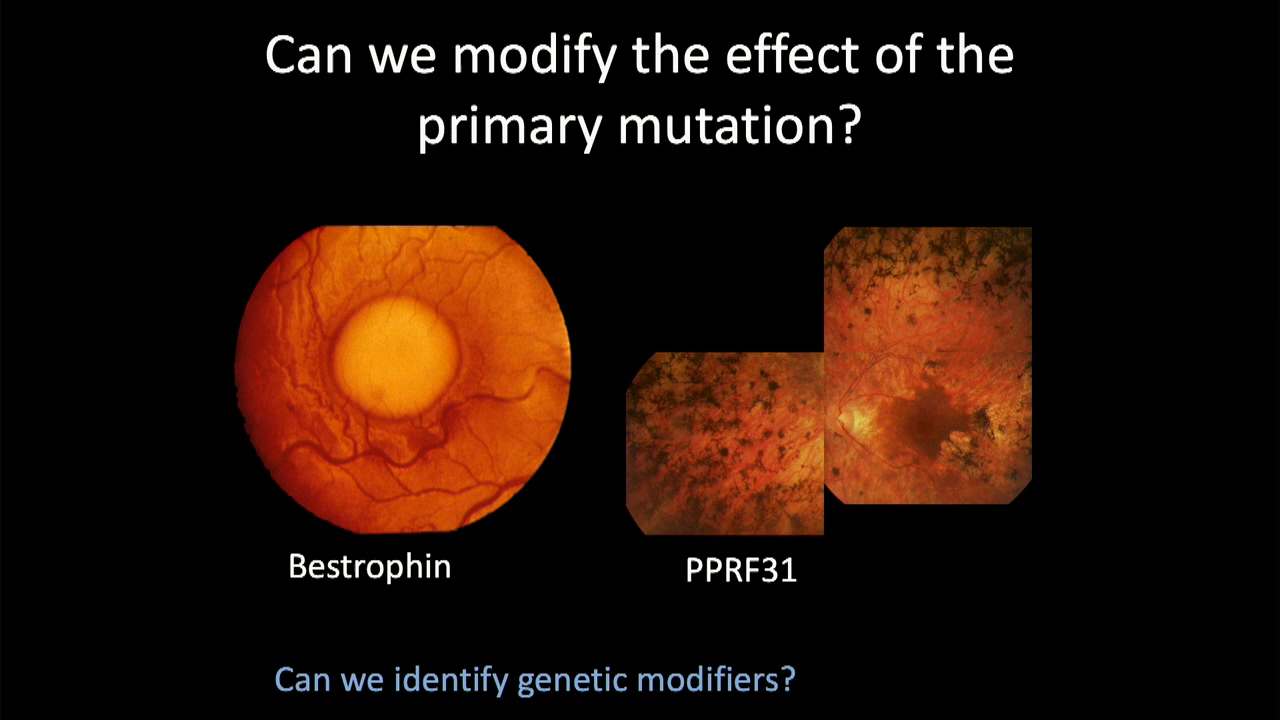 Can we modify the effect of the
primary mutation?
Bestrophin
PPRF31
Can we identify genetic modifiers?